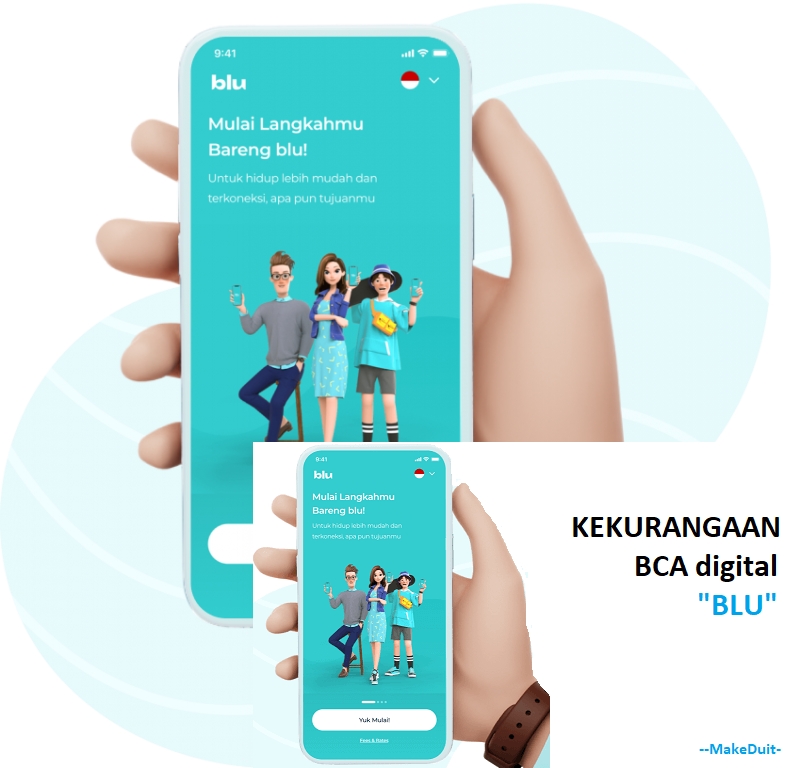 9:41
blu
Mulai Langkahmu
Bareng blu!
Untuk hidup lebih mudah dan
terkoneksi, apa pun tujuanmu
9:41
blu
Mulai Langkahmu
Bareng blu!
Untuk hidup lebih mudah dan
terkoneksi, apa pun tujuanmu
Yuk Mulai!
Fees & Rates
KEKURANGAAN
BCA digital
"BLU"
--MakeDuit-